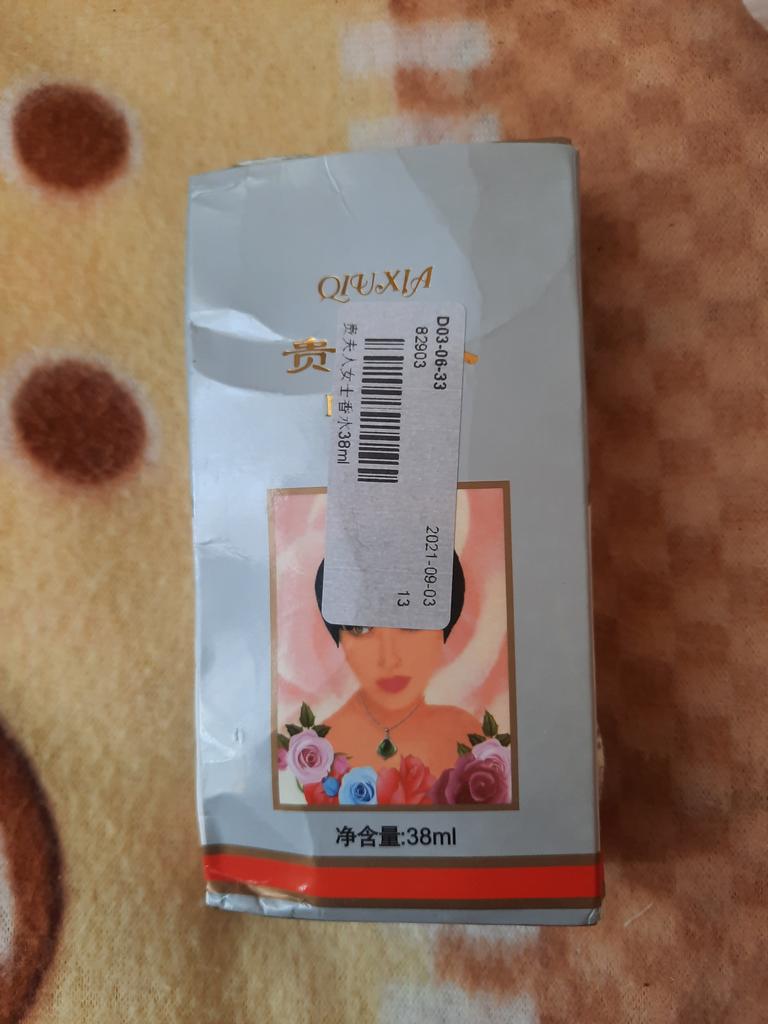 QIUXIA
贵
D03-06-33
82903
贵夫人女士香水38ml
2021-09-03
13
净含量:38ml